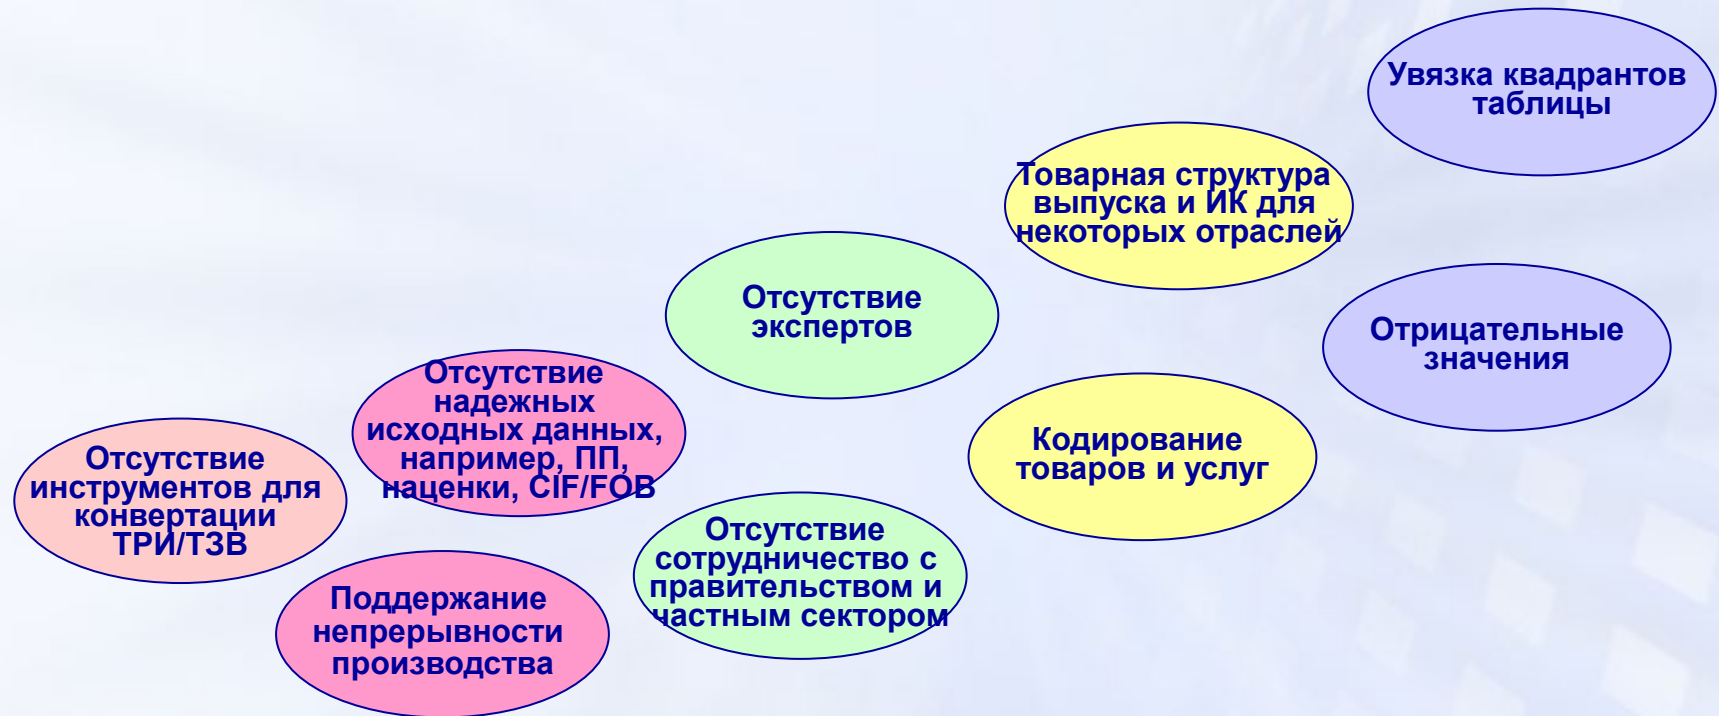 Увязка квадрантов
таблицы
Товарная структура
выпуска и ИК для
некоторых отраслей
Отсутствие
экспертов
Отрицательные
значения
Отсутствие
надежных
исходных данных,
например, ПП,
наценки, CIF/FOB
Кодирование
товаров и услуг
Отсутствие
инструментов для
конвертации
ТРИ/ТЗВ
Отсутствие
сотрудничество с
правительством и
частным сектором
Поддержание
непрерывности
производства